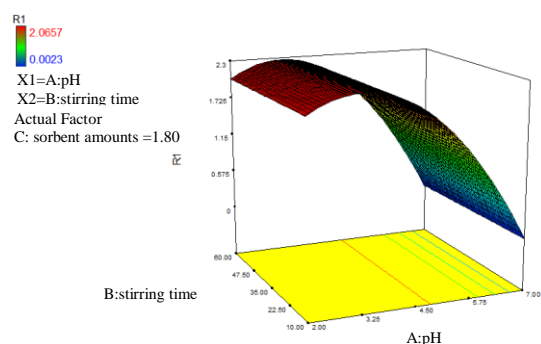 R1
2.0657
0.0023
X1=A:pH
X2=B:stirring time
Actual Factor
C: sorbent amounts =1.80
2.3
1.725
1.15
0.575
0
R1
60.00
47.50
35.00
22.50
10.00
2.00
3.25
4.50
5.75
7.00
B:stirring time
A:pH